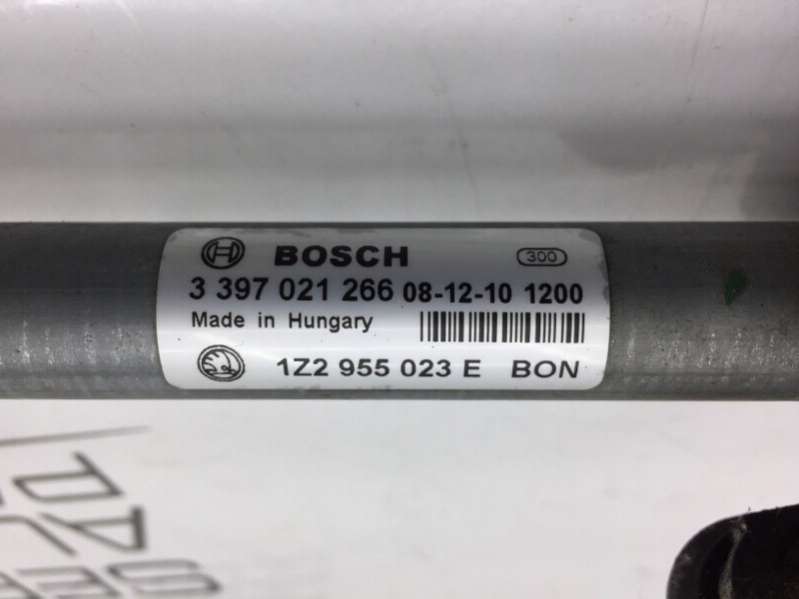 BOSCH 300
3 397 021 266 08-12-10 1200
Made in Hungary
1Z2 955 023 E BON